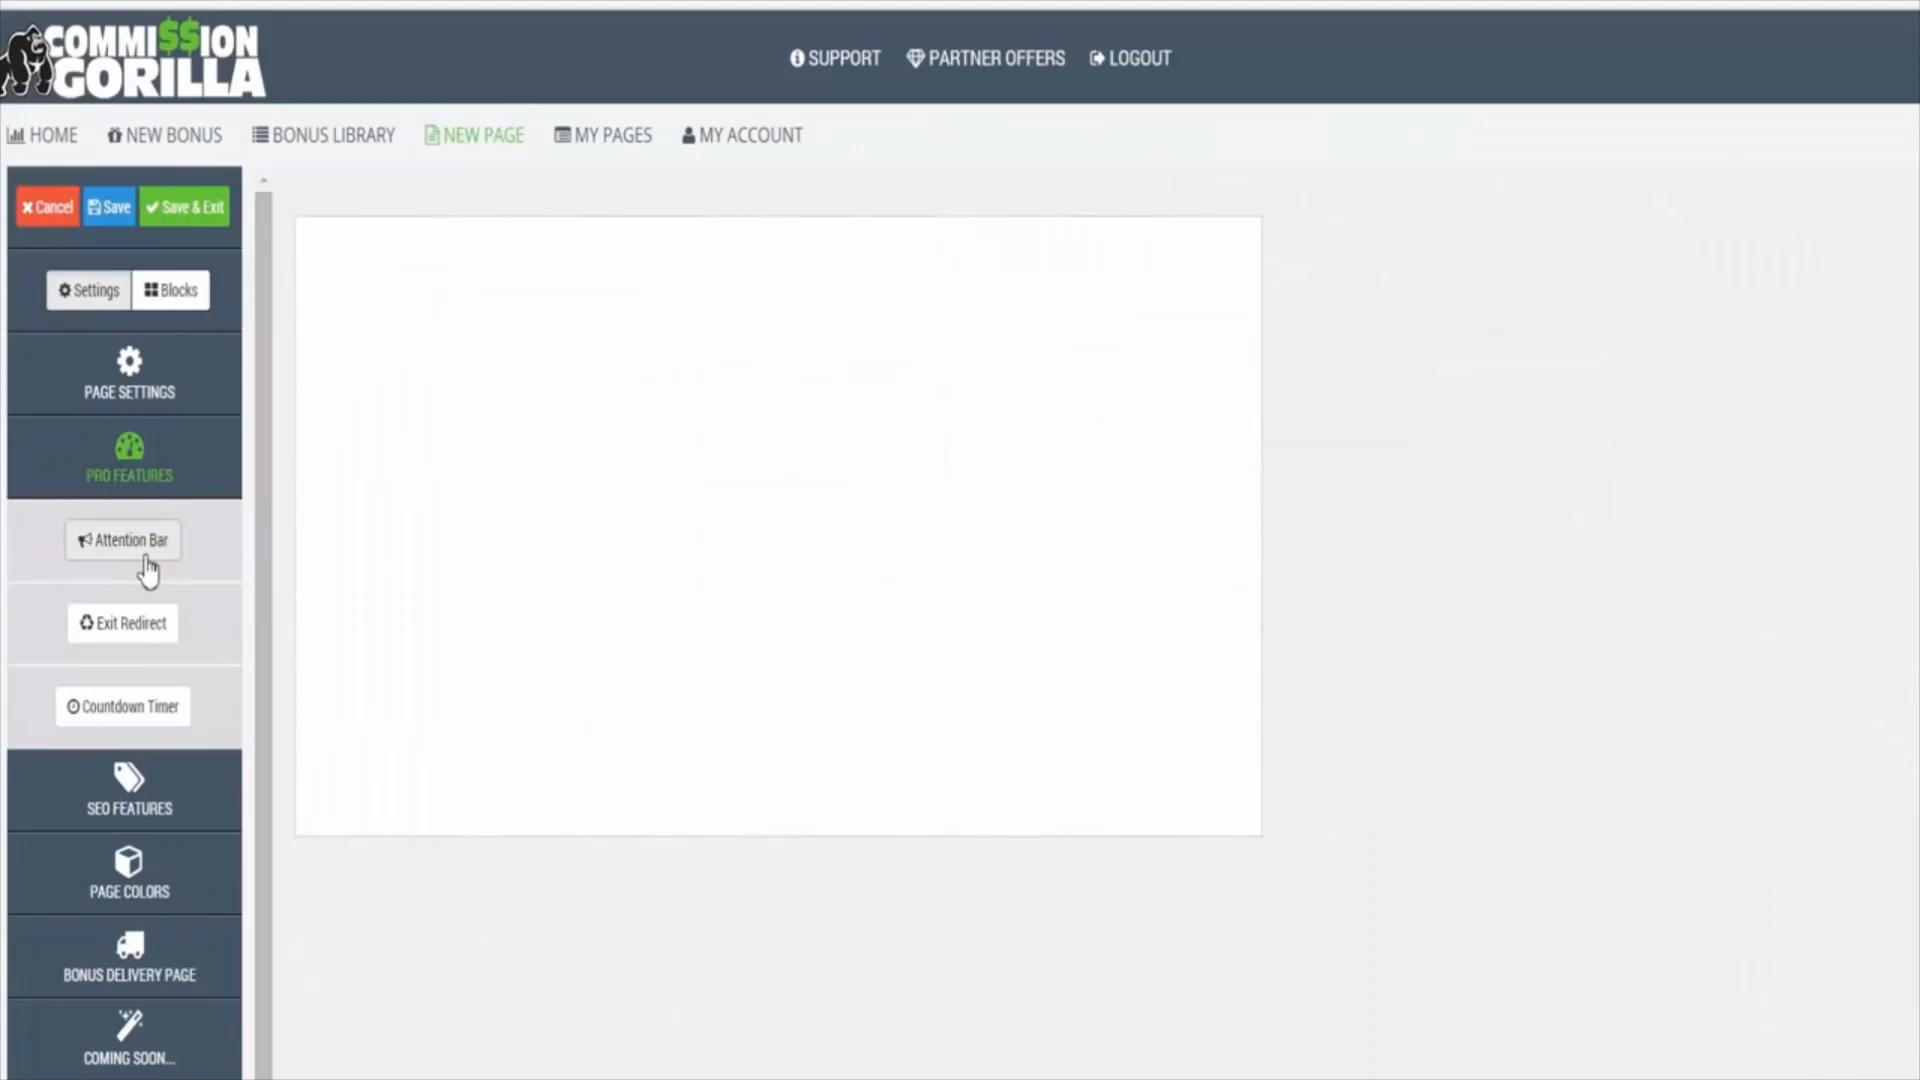 COMMI$$ION
GORILLA
SUPPORT
PARTNER OFFERS
LOGOUT
HOME
NEW BONUS
BONUS LIBRARY
NEW PAGE
MY PAGES
MY ACCOUNT
Cancel
Save
Save & Exit
Settings
Blocks
PAGE SETTINGS
PRO FEATURES
Attention Bar
Exit Redirect
Countdown Timer
SEO FEATURES
PAGE COLORS
BONUS DELIVERY PAGE
COMING SOON...